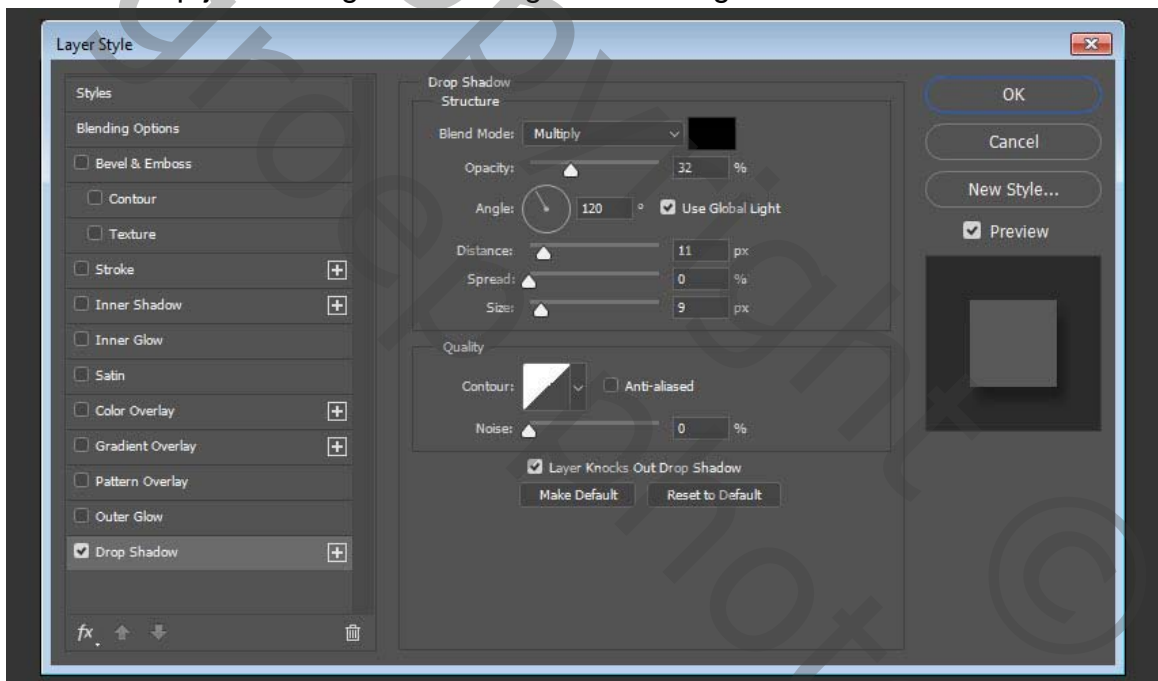 Layer Style
Styles
Blending Options
Bevel & Emboss
Contour
Texture
Stroke
Inner Shadow
Inner Glow
Satin
Color Overlay
Gradient Overlay
Pattern Overlay
Outer Glow
Drop Shadow
fx
Drop Shadow
Structure
Blend Mode: Multiply
Opacity: 32 %
Angle: 120 ° Use Global Light
Distance: 11 px
Spread: 0 %
Size: 9 px
Quality
Contour: Anti-aliased
Noise: 0 %
Layer Knocks Out Drop Shadow
Make Default Reset to Default
OK
Cancel
New Style...
Preview